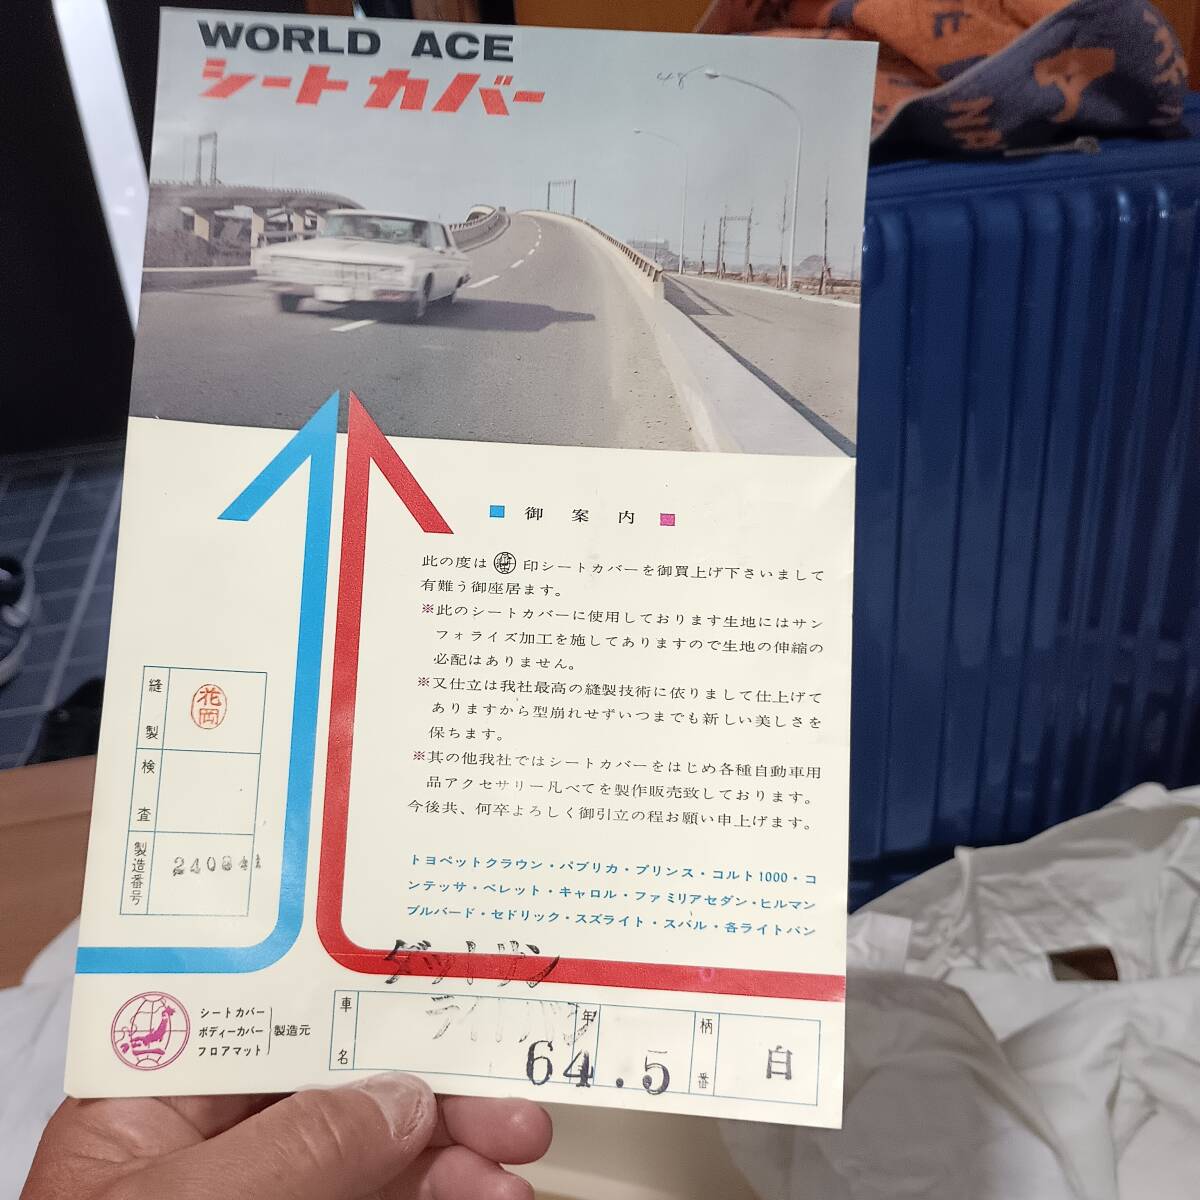 WORLD ACE
シートカバー
48
御案内
此の度は 印シートカバーを御買上げ下さいまして
有難う御座居ます。
※此のシートカバーに使用しております生地にはサン
フォライズ加工を施してありますので生地の伸縮の
必配はありません。
※又仕立は我社最高の縫製技術に依りまして仕上げて
ありますから型崩れせずいつまでも新しい美しさを
保ちます。
※其の他我社ではシートカバーをはじめ各種自動車用
品アクセサリー凡べてを製作販売致しております。
今後共、何卒よろしく御引立の程お願い申上げます。
トヨペットクラウン・パブリカ・プリンス・コルト1000・コ
ンテッサ・ベレット・キャロル・ファミリアセダン・ヒルマン
ブルバード・セドリック・スズライト・スバル・各ライトバン
縫製
花岡
検査
製造番号
240841
シートカバー
ボディーカバー
フロアマット
製造元
車名
ダットサン
ライトバン
年
64.5
柄番
白